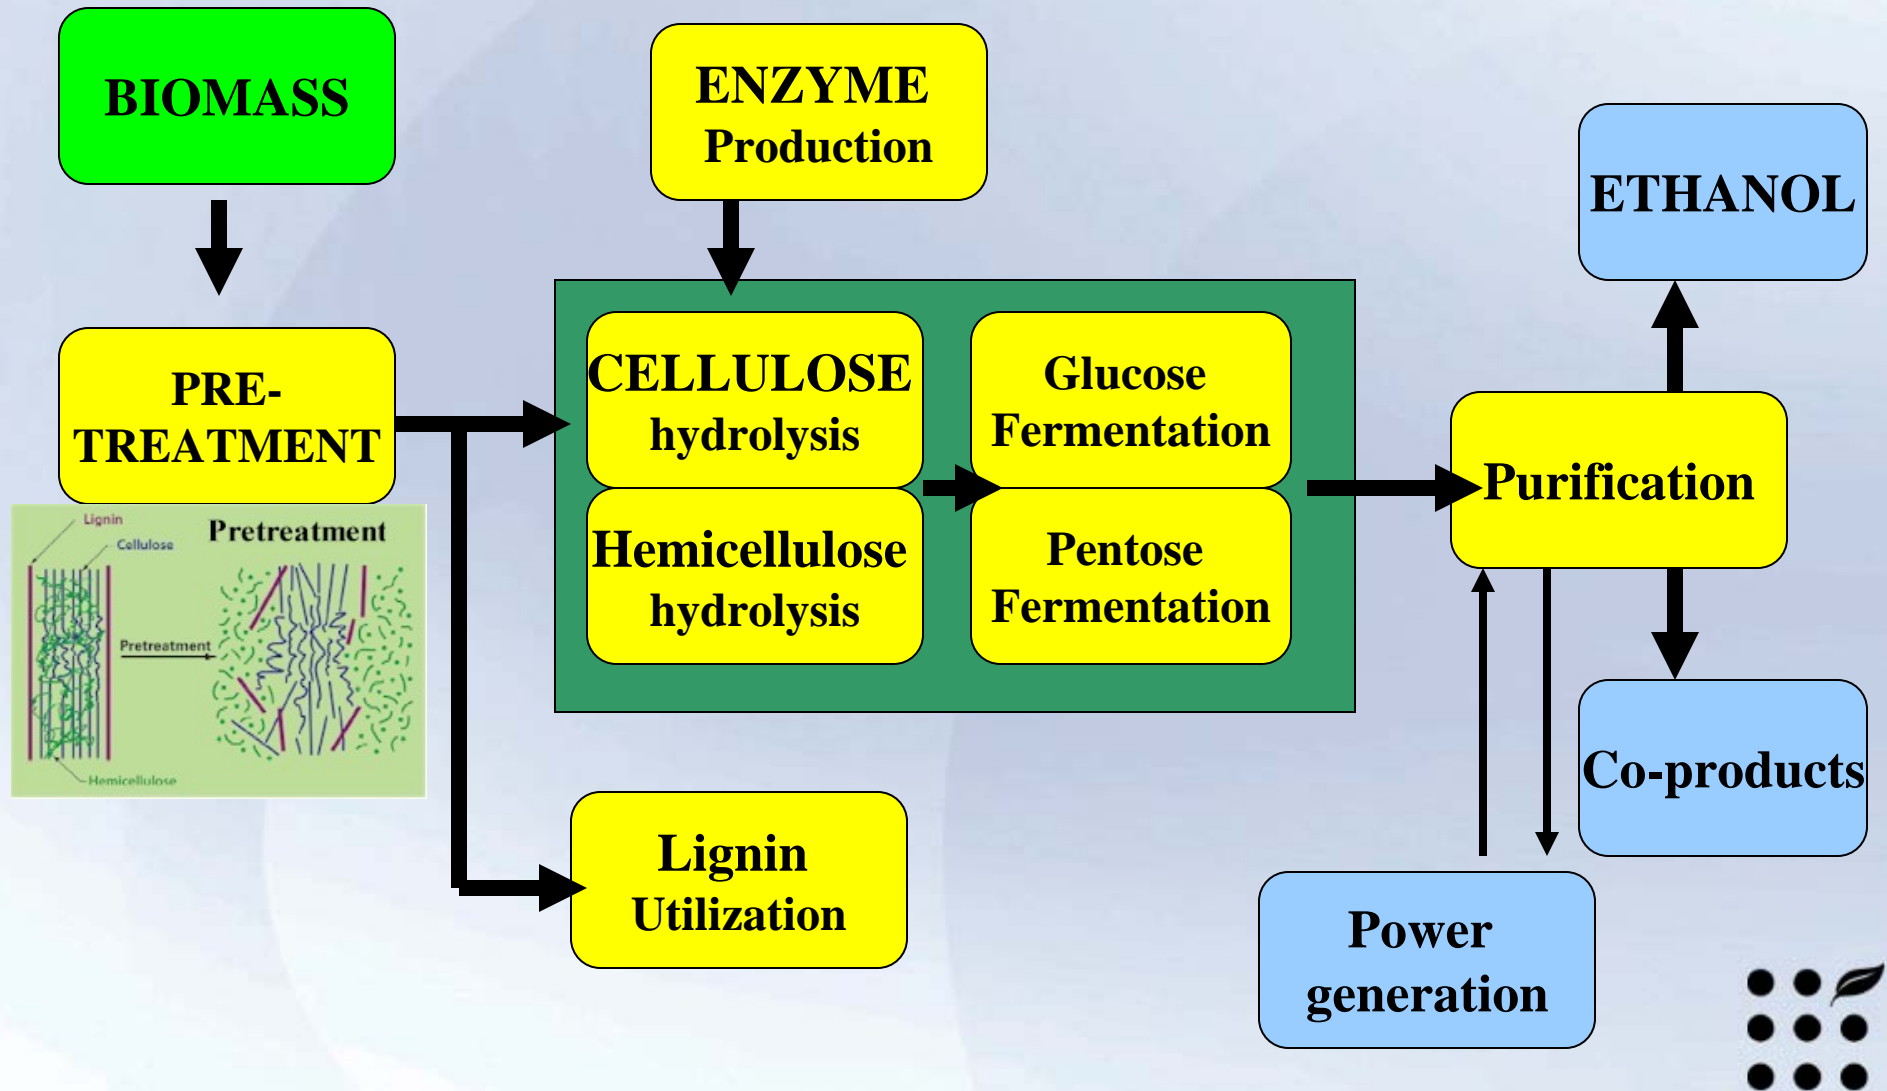 BIOMASS
ENZYME
Production
ETHANOL
PRE-
TREATMENT
CELLULOSE
hydrolysis
Glucose
Fermentation
Purification
Hemicellulose
hydrolysis
Pentose
Fermentation
Lignin
Cellulose
Pretreatment
Pretreatment
Hemicellulose
Co-products
Lignin
Utilization
Power
generation